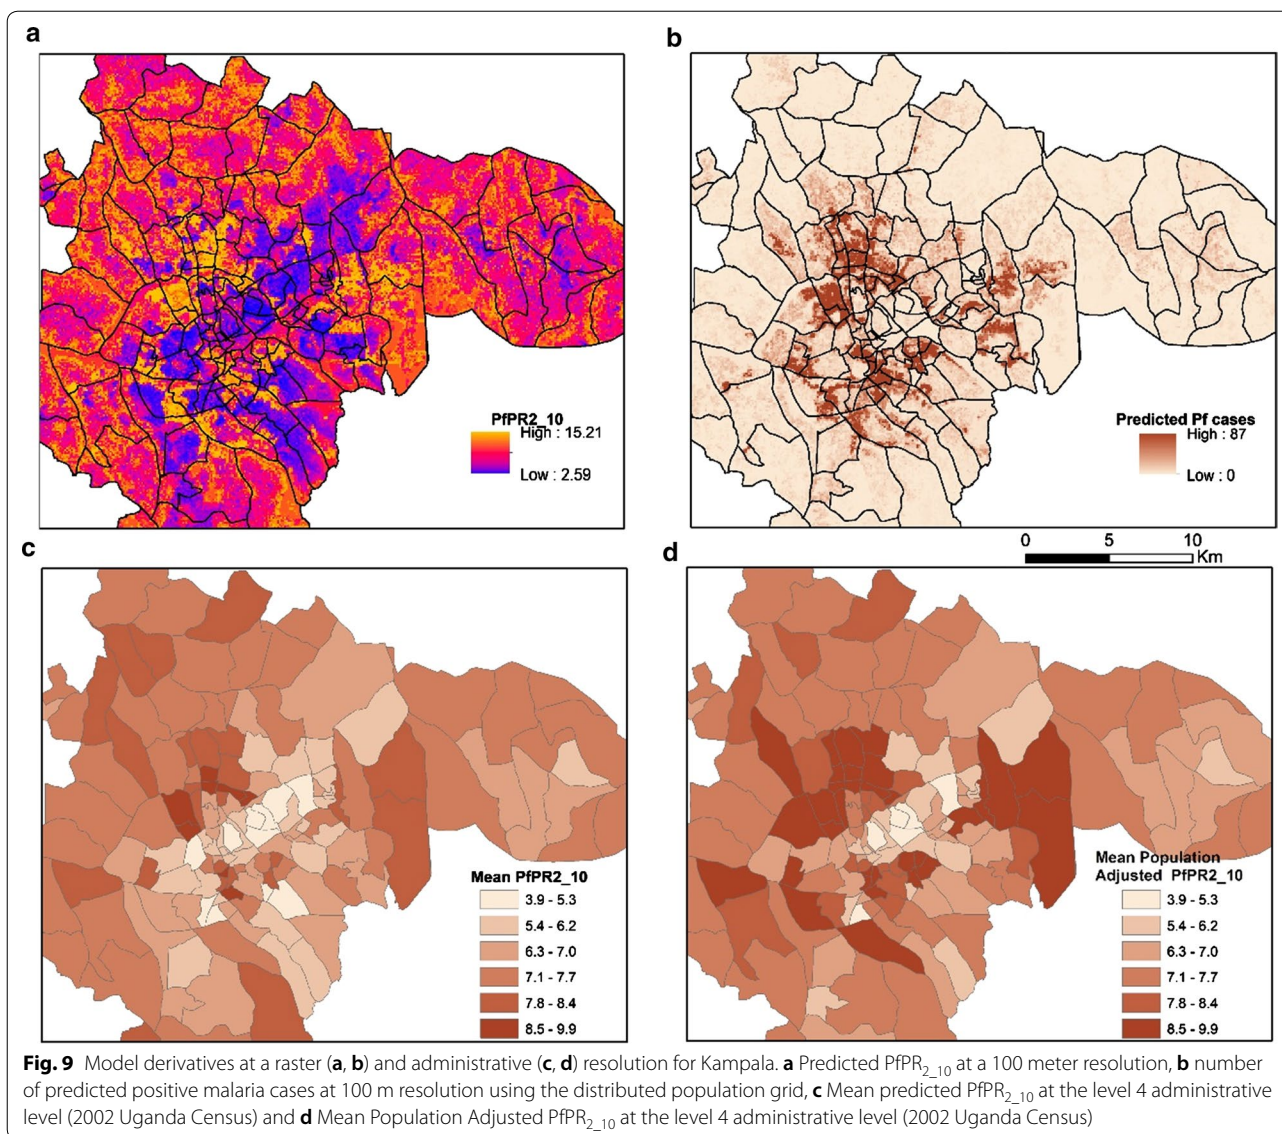 a
b
PfPR2_10
High : 15.21
Low : 2.59
Predicted Pf cases
High : 87
Low : 0
c
d
0 5 10
Km
Mean PfPR2_10
3.9 - 5.3
5.4 - 6.2
6.3 - 7.0
7.1 - 7.7
7.8 - 8.4
8.5 - 9.9
Mean Population
Adjusted PfPR2_10
3.9 - 5.3
5.4 - 6.2
6.3 - 7.0
7.1 - 7.7
7.8 - 8.4
8.5 - 9.9
Fig. 9 Model derivatives at a raster (a, b) and administrative (c, d) resolution for Kampala. a Predicted PfPR2_10 at a 100 meter resolution, b number
of predicted positive malaria cases at 100 m resolution using the distributed population grid, c Mean predicted PfPR2_10 at the level 4 administrative
level (2002 Uganda Census) and d Mean Population Adjusted PfPR2_10 at the level 4 administrative level (2002 Uganda Census)